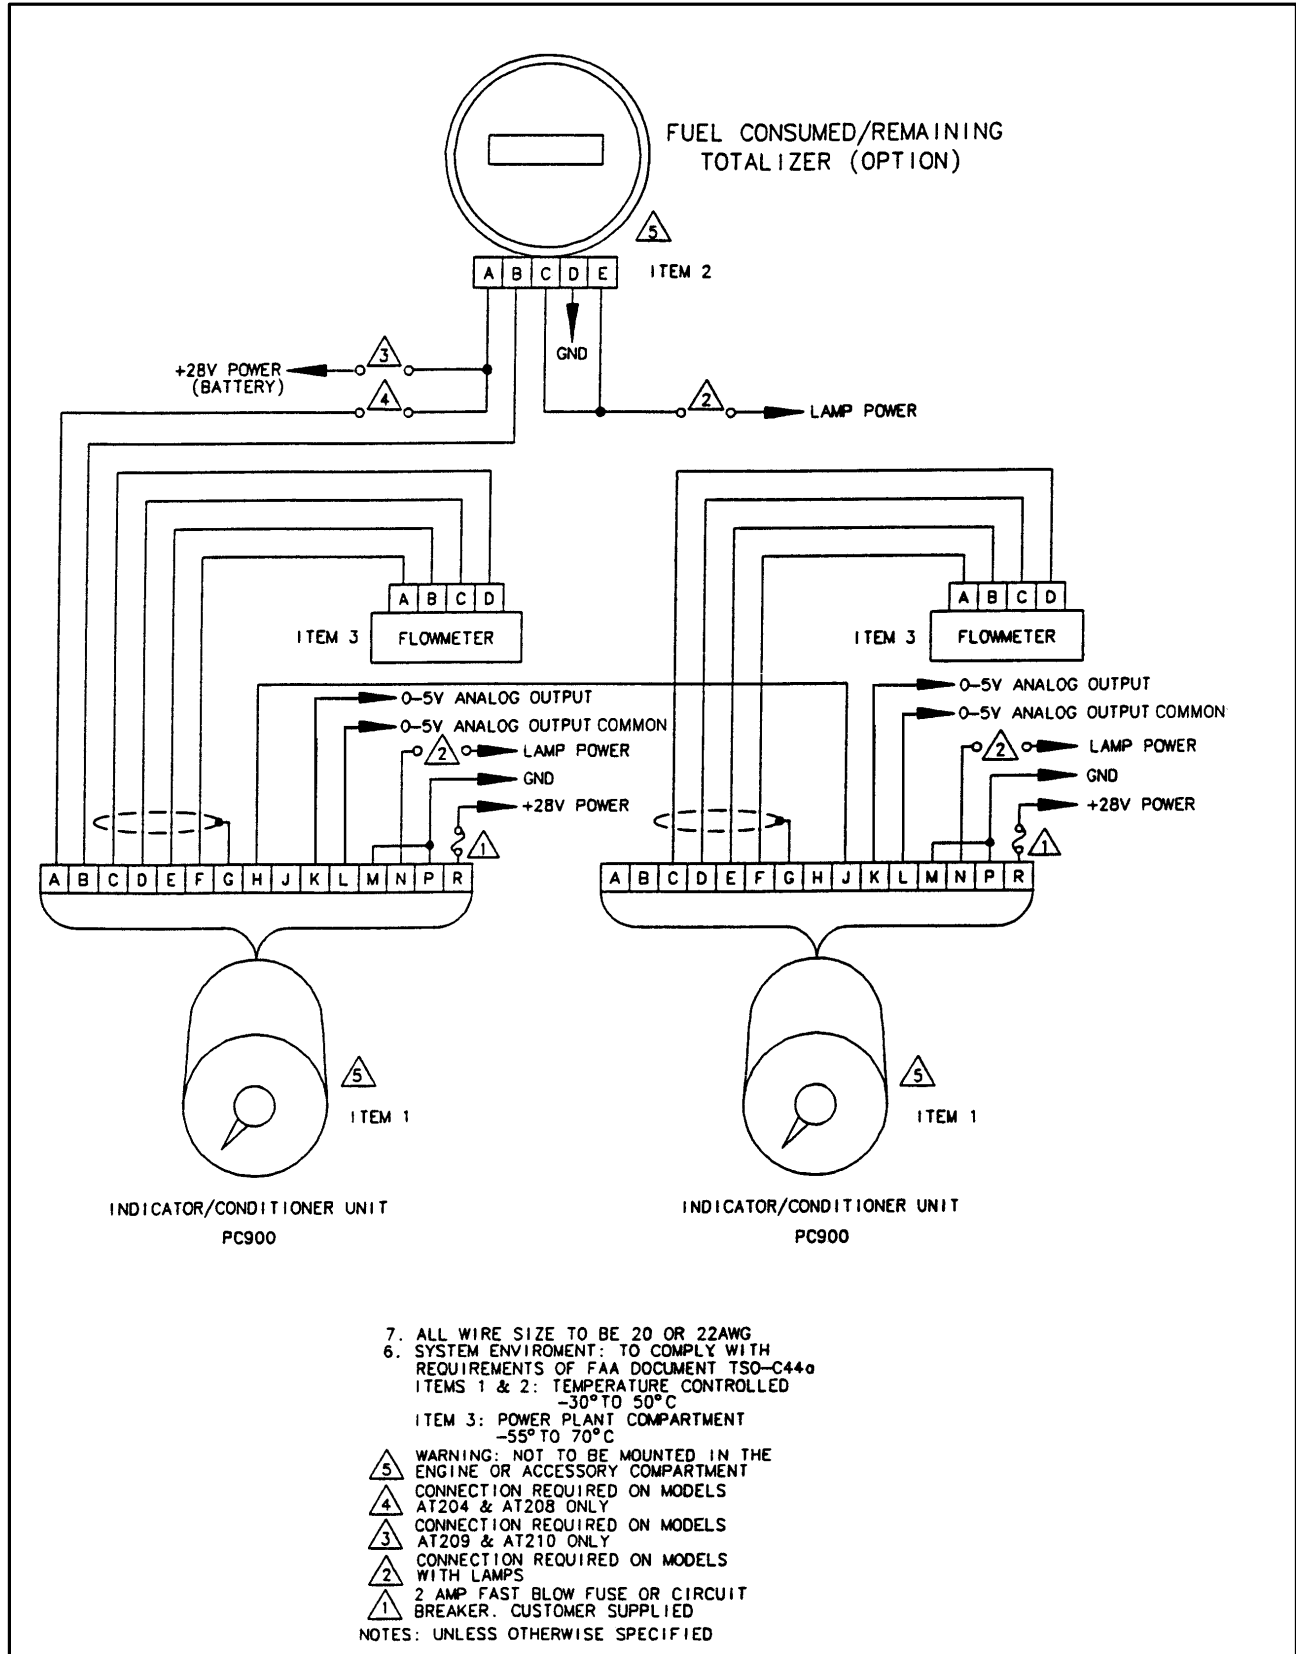 FUEL CONSUMED/REMAINING
TOTALIZER (OPTION)
5
ITEM 2
A B C D E
GND
+28V POWER
(BATTERY)
3
4
2
LAMP POWER
A B C D
ITEM 3
FLOWMETER
A B C D
ITEM 3
FLOWMETER
0-5V ANALOG OUTPUT
0-5V ANALOG OUTPUT COMMON
2
LAMP POWER
GND
+28V POWER
1
0-5V ANALOG OUTPUT
0-5V ANALOG OUTPUT COMMON
2
LAMP POWER
GND
+28V POWER
1
A B C D E F G H J K L M N P R
A B C D E F G H J K L M N P R
5
ITEM 1
5
ITEM 1
INDICATOR/CONDITIONER UNIT
PC900
INDICATOR/CONDITIONER UNIT
PC900
7. ALL WIRE SIZE TO BE 20 OR 22AWG
6. SYSTEM ENVIROMENT: TO COMPLY WITH
REQUIREMENTS OF FAA DOCUMENT TSO-C44a
ITEMS 1 & 2: TEMPERATURE CONTROLLED
-30° TO 50°C
ITEM 3: POWER PLANT COMPARTMENT
-55° TO 70°C
5 WARNING: NOT TO BE MOUNTED IN THE
ENGINE OR ACCESSORY COMPARTMENT
4 CONNECTION REQUIRED ON MODELS
AT204 & AT208 ONLY
3 CONNECTION REQUIRED ON MODELS
AT209 & AT210 ONLY
2 CONNECTION REQUIRED ON MODELS
WITH LAMPS
1 2 AMP FAST BLOW FUSE OR CIRCUIT
BREAKER. CUSTOMER SUPPLIED
NOTES: UNLESS OTHERWISE SPECIFIED